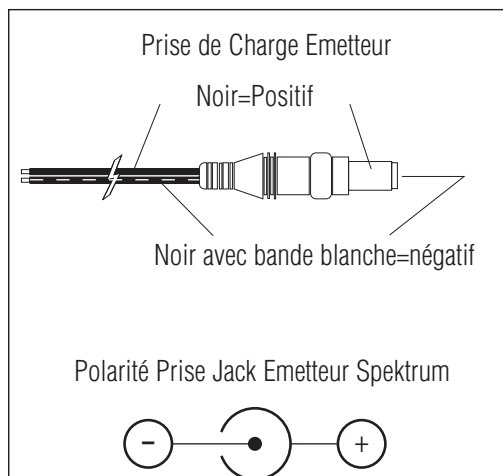 Prise de Charge Emetteur
Noir=Positif
Noir avec bande blanche=négatif
Polarité Prise Jack Emetteur Spektrum
- +